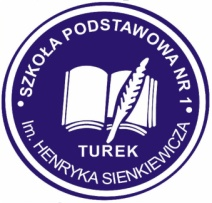 • SZKOŁA PODSTAWOWA NR 1 •
TUREK
Im. HENRYKA SIENKIEWICZA